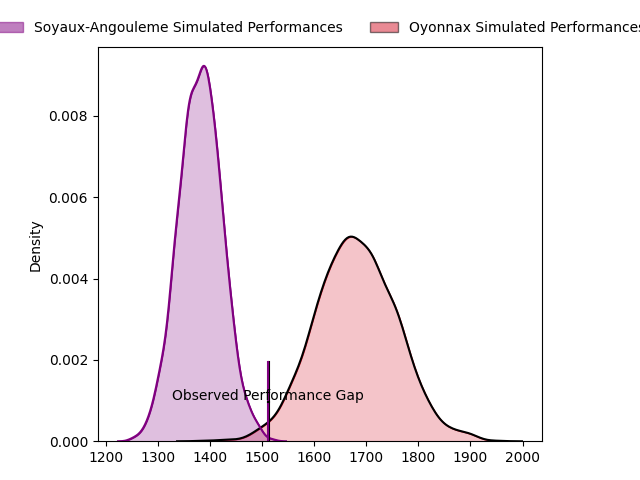 Soyaux-Angouleme Simulated Performances
Oyonnax Simulated Performances
Density
0.008
0.006
0.004
0.002
0.000
Observed Performance Gap
1200 1300 1400 1500 1600 1700 1800 1900 2000